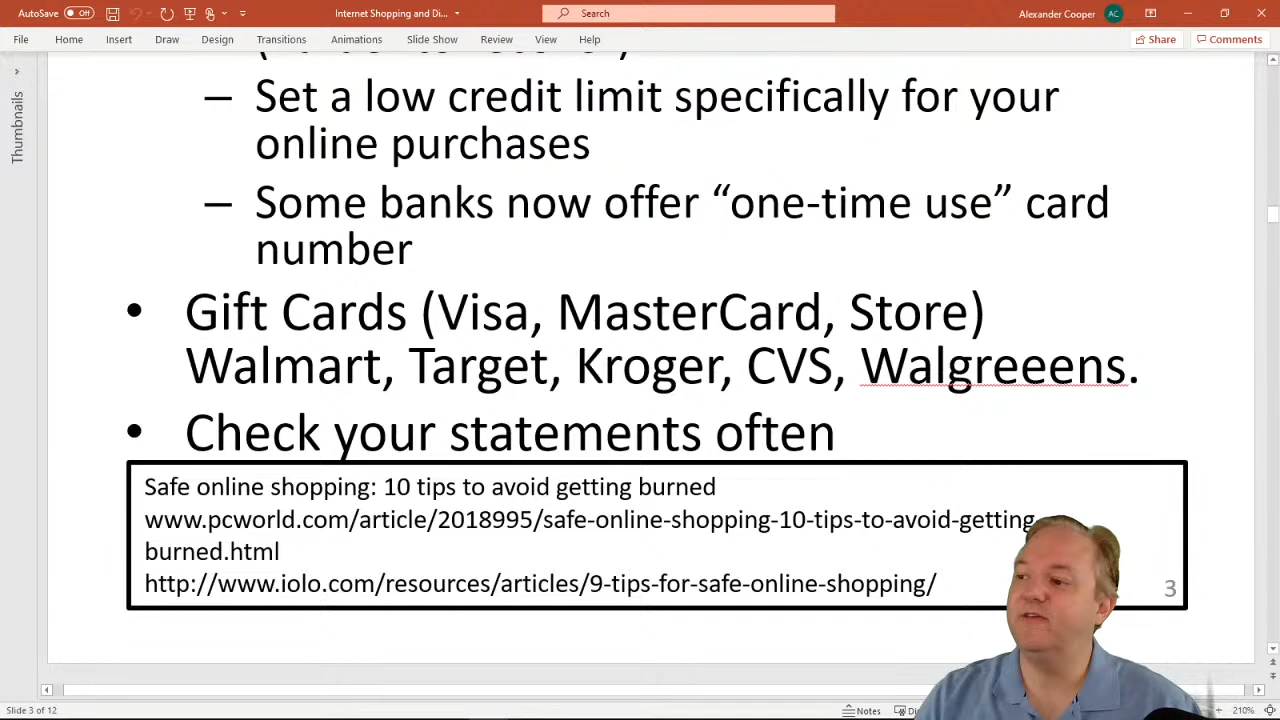 AutoSave Off
Internet Shopping and Di...
Search
Alexander Cooper AC
File Home Insert Draw Design Transitions Animations Slide Show Review View Help
Share Comments
Thumbnails
– Set a low credit limit specifically for your
online purchases
– Some banks now offer “one-time use” card
number
• Gift Cards (Visa, MasterCard, Store)
Walmart, Target, Kroger, CVS, Walgreeens.
• Check your statements often
Safe online shopping: 10 tips to avoid getting burned
www.pcworld.com/article/2018995/safe-online-shopping-10-tips-to-avoid-getting
burned.html
http://www.iolo.com/resources/articles/9-tips-for-safe-online-shopping/
3
Slide 3 of 12
Notes
210%